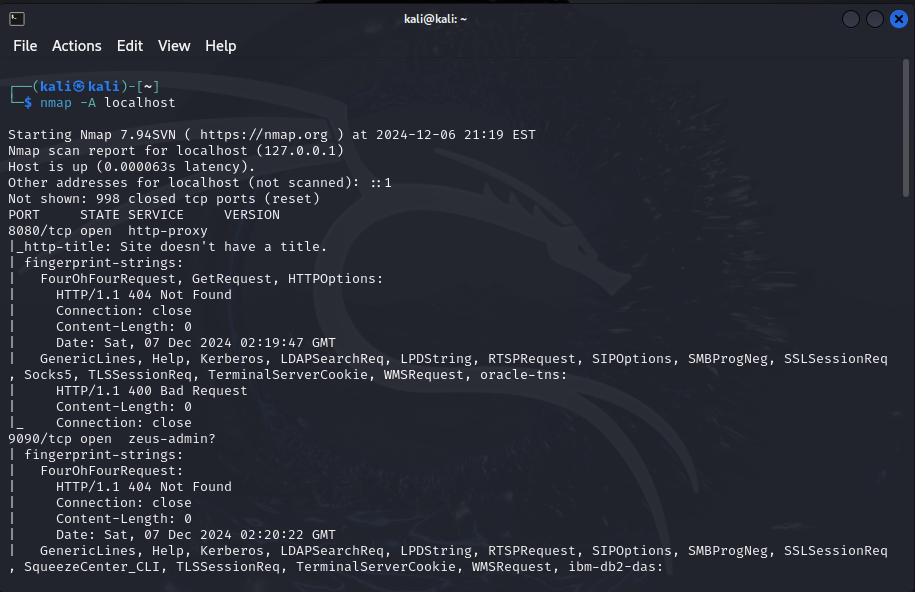 kali@kali: ~
File Actions Edit View Help
┌──(kali㉿kali)-[~]
└─$ nmap -A localhost
Starting Nmap 7.94SVN ( https://nmap.org ) at 2024-12-06 21:19 EST
Nmap scan report for localhost (127.0.0.1)
Host is up (0.000063s latency).
Other addresses for localhost (not scanned): ::1
Not shown: 998 closed tcp ports (reset)
PORT     STATE SERVICE     VERSION
8080/tcp open  http-proxy
|_http-title: Site doesn't have a title.
| fingerprint-strings:
|   FourOhFourRequest, GetRequest, HTTPOptions:
|     HTTP/1.1 404 Not Found
|     Connection: close
|     Content-Length: 0
|     Date: Sat, 07 Dec 2024 02:19:47 GMT
|   GenericLines, Help, Kerberos, LDAPSearchReq, LPDString, RTSPRequest, SIPOptions, SMBProgNeg, SSLSessionReq
, Socks5, TLSSessionReq, TerminalServerCookie, WMSRequest, oracle-tns:
|     HTTP/1.1 400 Bad Request
|     Content-Length: 0
|_    Connection: close
9090/tcp open  zeus-admin?
| fingerprint-strings:
|   FourOhFourRequest:
|     HTTP/1.1 404 Not Found
|     Connection: close
|     Content-Length: 0
|     Date: Sat, 07 Dec 2024 02:20:22 GMT
|   GenericLines, Help, Kerberos, LDAPSearchReq, LPDString, RTSPRequest, SIPOptions, SMBProgNeg, SSLSessionReq
, SqueezeCenter_CLI, TLSSessionReq, TerminalServerCookie, WMSRequest, ibm-db2-das: